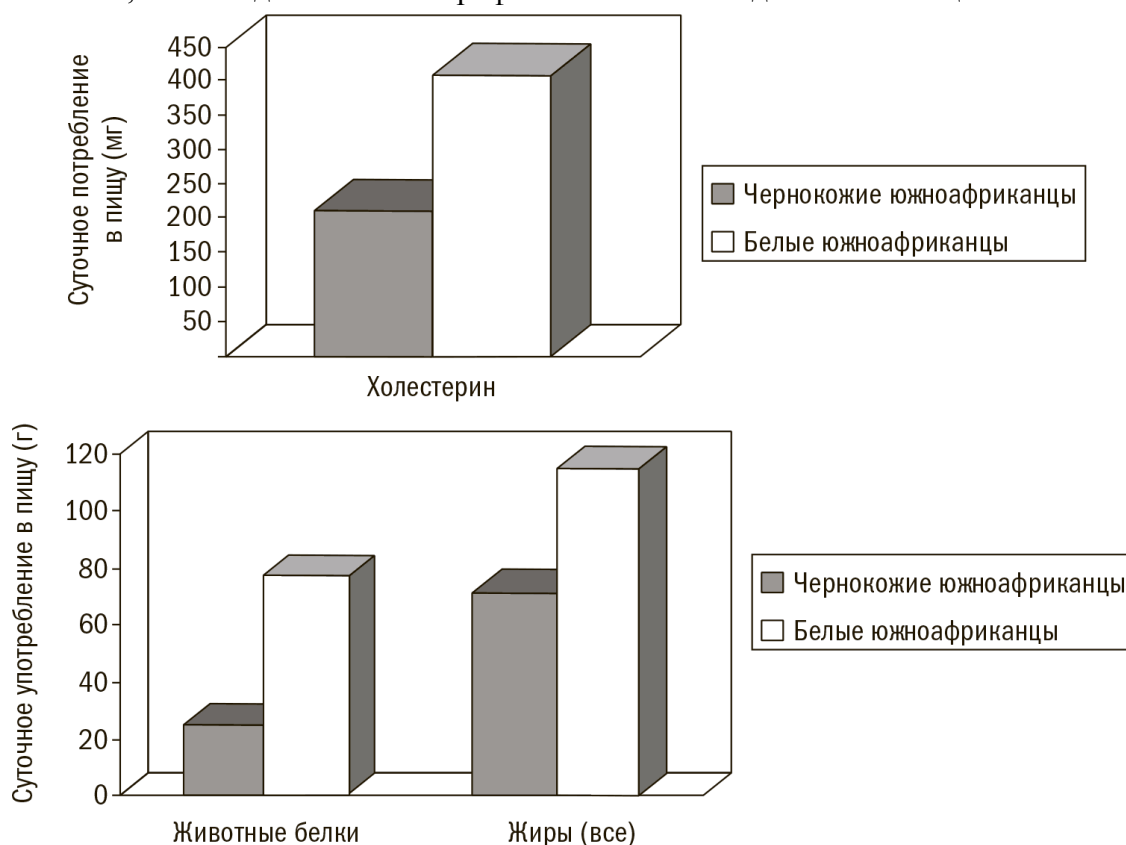 450
400
350
300
250
200
150
100
50
Суточное потребление
в пищу (мг)
Холестерин
Чернокожие южноафриканцы
Белые южноафриканцы
120
100
80
60
40
20
0
Суточное употребление в пищу (г)
Животные белки
Жиры (все)
Чернокожие южноафриканцы
Белые южноафриканцы